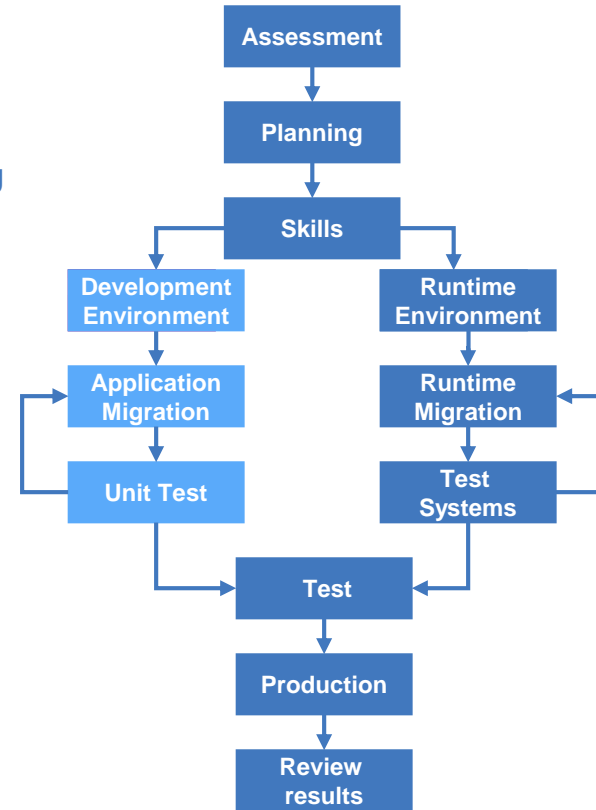 Assessment
Planning
Skills
Development
Environment
Runtime
Environment
Application
Migration
Runtime
Migration
Unit Test
Test
Systems
Test
Production
Review
results